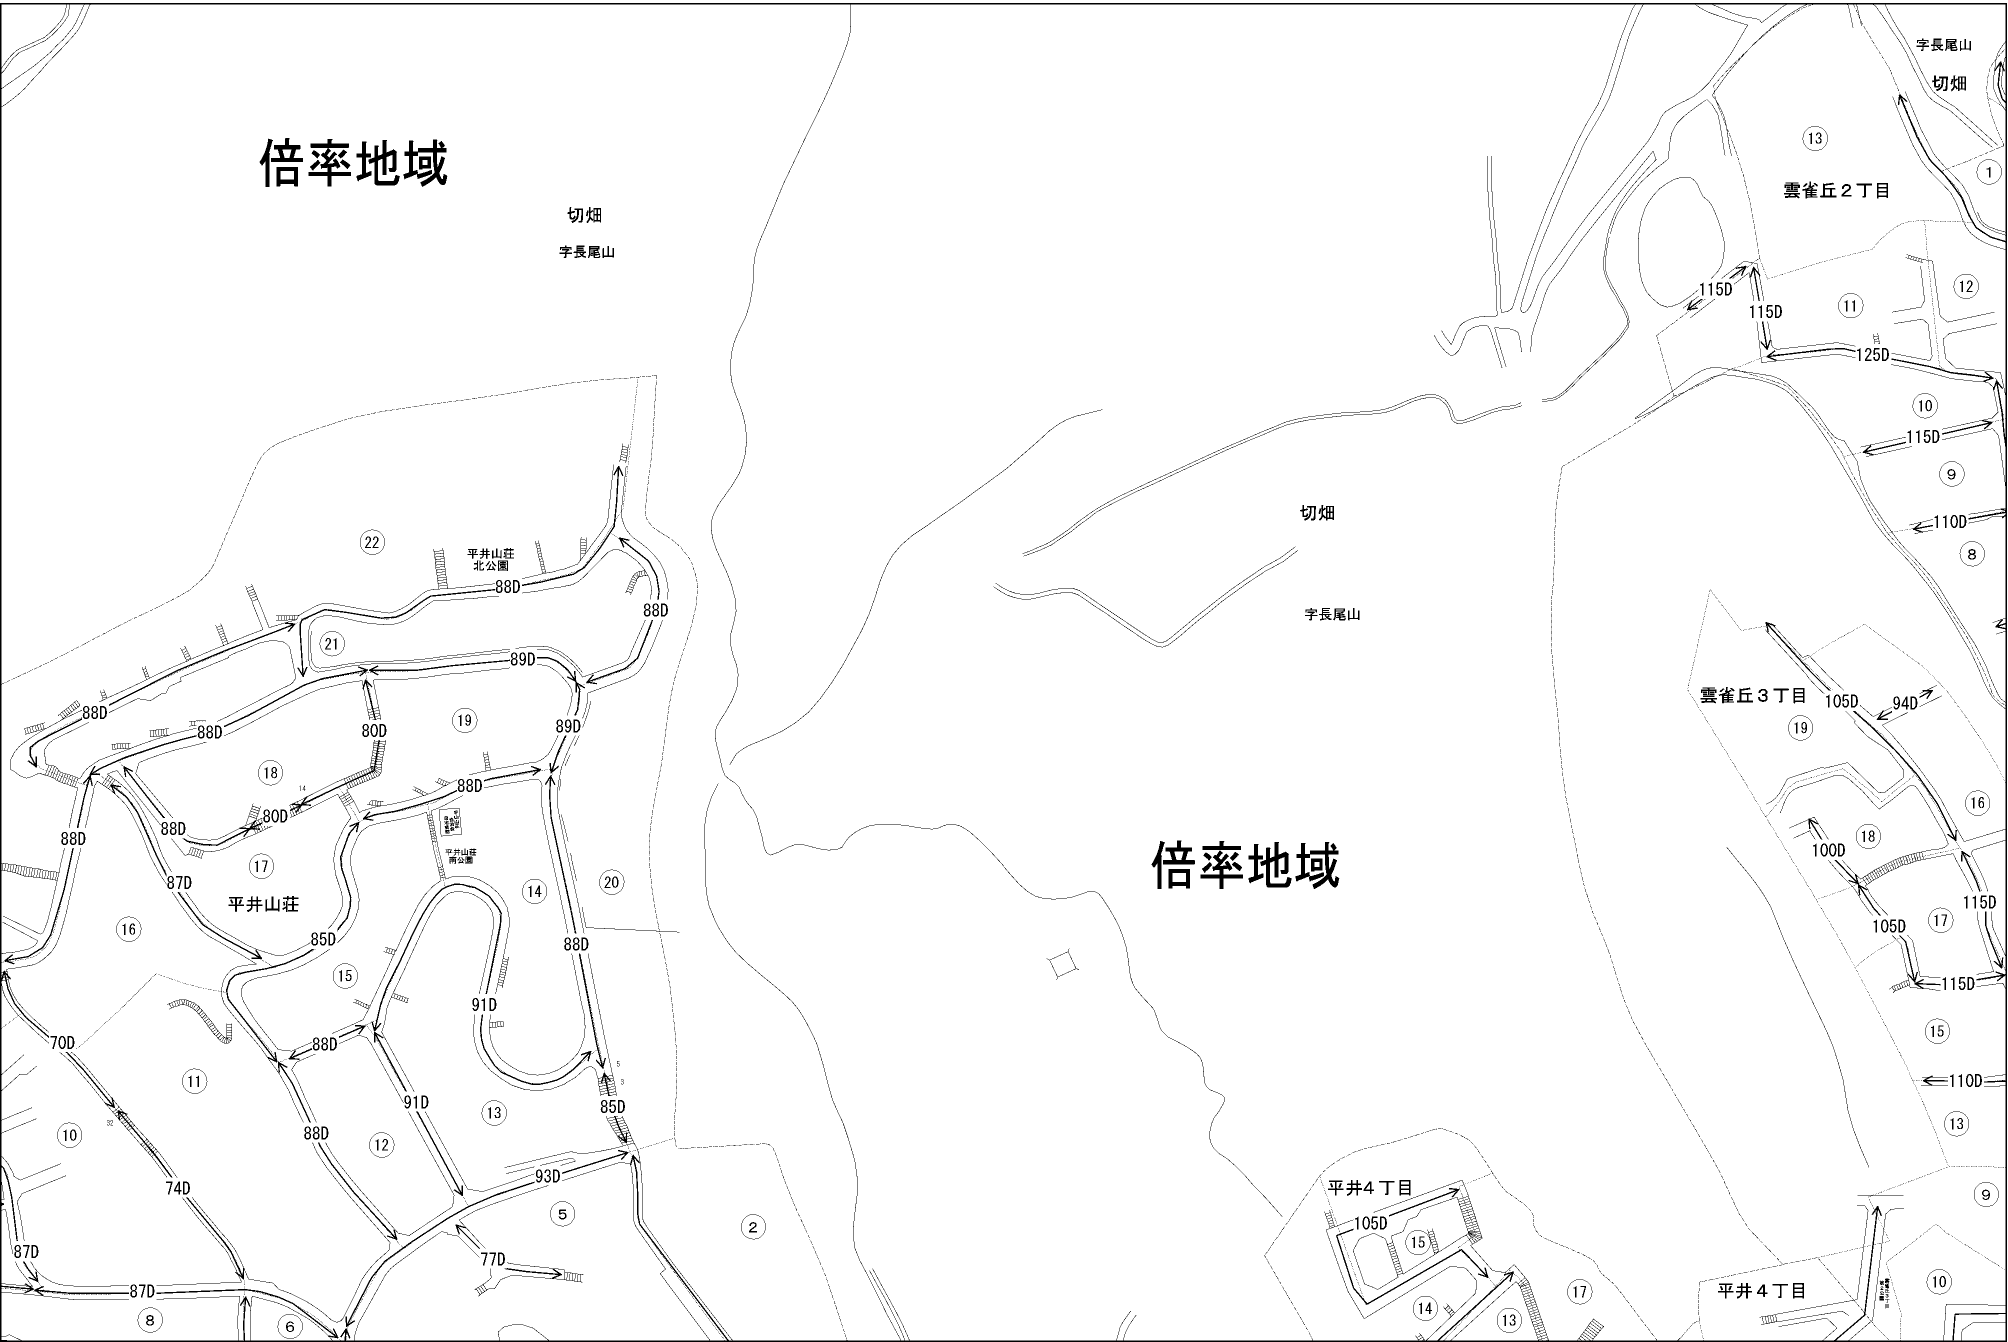 字長尾山
切畑
倍率地域
⑬
①
雲雀丘２丁目
切畑
字長尾山
⑫
115D
⑪
115D
125D
⑩
115D
⑨
切畑
110D
㉒
平井山荘
北公園
⑧
88D
88D
字長尾山
㉑
89D
雲雀丘３丁目
105D
94D
88D
⑲
89D
⑲
88D
80D
⑱
88D
14
⑯
80D
88D
88D
⑱
平井山荘
南公園
100D
⑰
倍率地域
87D
⑳
⑭
115D
平井山荘
⑰
105D
⑯
85D
88D
⑮
115D
91D
⑮
70D
88D
5
⑪
3
110D
91D
85D
⑬
32
⑩
88D
⑫
⑬
93D
74D
平井４丁目
⑨
⑤
105D
②
⑮
87D
77D
87D
平井４丁目
⑩
⑰
⑭
⑧
⑥
⑬